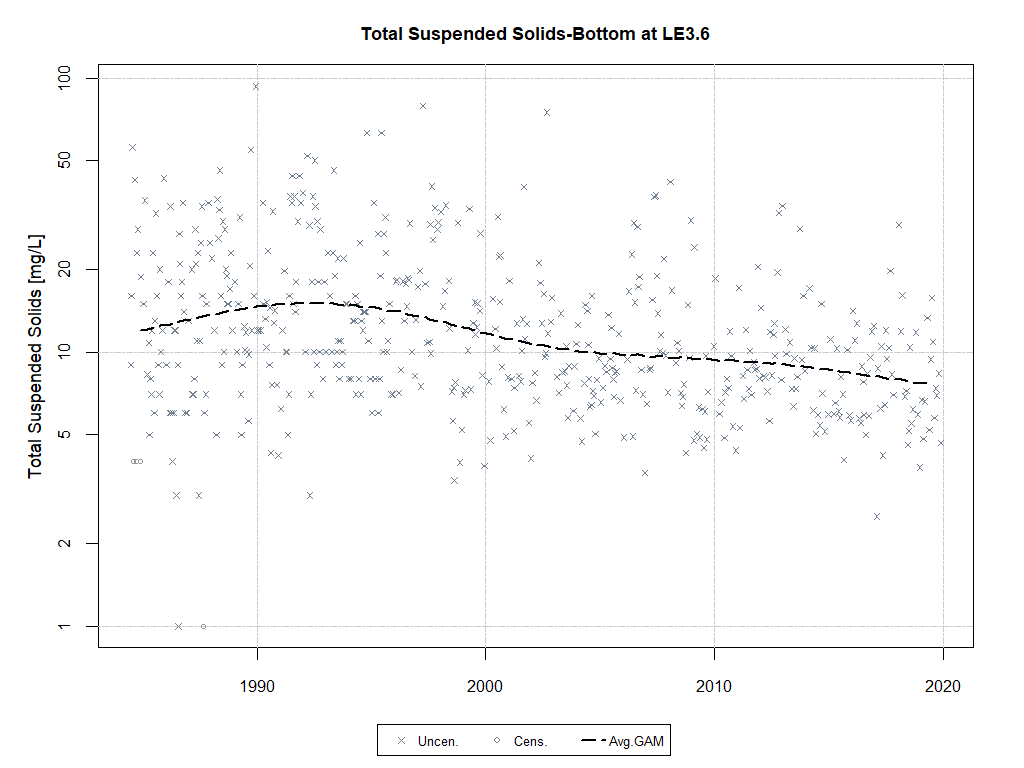 Total Suspended Solids-Bottom at LE3.6
Total Suspended Solids [mg/L]
100
50
20
10
5
2
1
1990 2000 2010 2020
Uncen. Cens. Avg.GAM